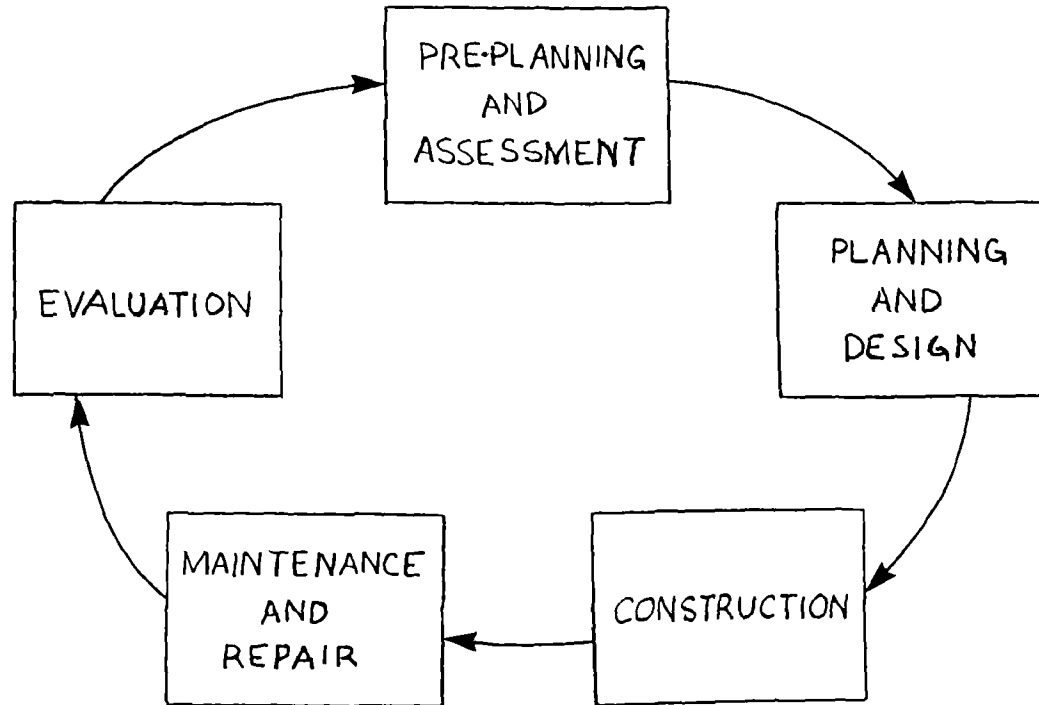 PRE-PLANNING
AND
ASSESSMENT
PLANNING
AND
DESIGN
CONSTRUCTION
MAINTENANCE
AND
REPAIR
EVALUATION